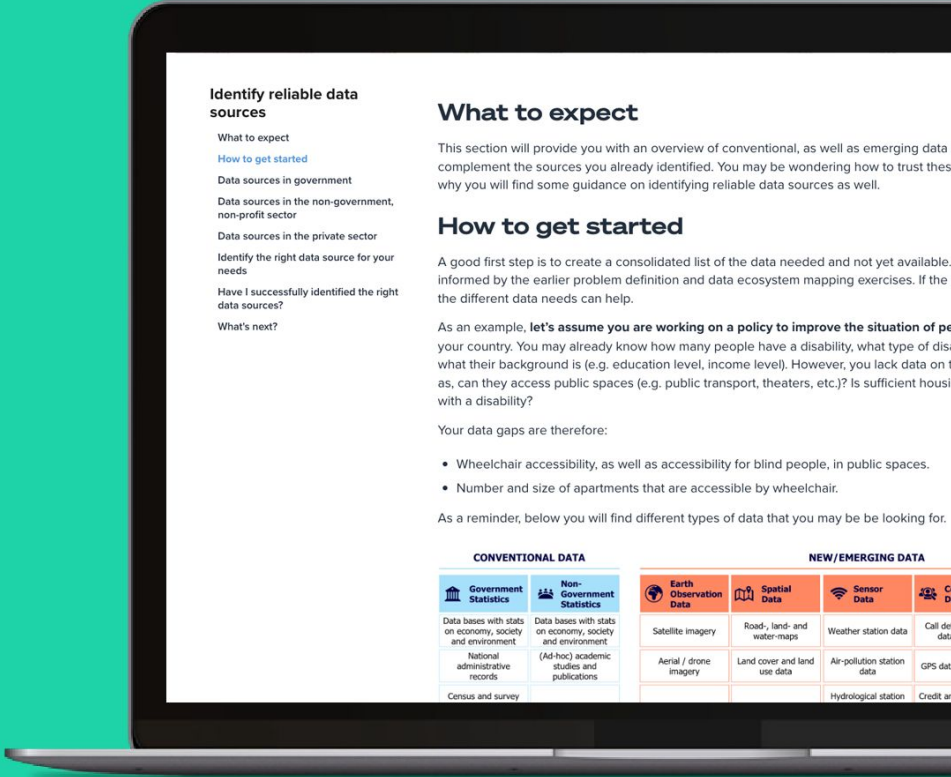 Identify reliable data
sources
What to expect
How to get started
Data sources in government
Data sources in the non-government,
non-profit sector
Data sources in the private sector
Identify the right data source for your
needs
Have I successfully identified the right
data sources?
What's next?
What to expect
This section will provide you with an overview of conventional, as well as emerging data
complement the sources you already identified. You may be wondering how to trust thes
why you will find some guidance on identifying reliable data sources as well.
How to get started
A good first step is to create a consolidated list of the data needed and not yet available.
informed by the earlier problem definition and data ecosystem mapping exercises. If the
the different data needs can help.
As an example, let's assume you are working on a policy to improve the situation of pe
your country. You may already know how many people have a disability, what type of disa
what their background is (e.g. education level, income level). However, you lack data on t
as, can they access public spaces (e.g. public transport, theaters, etc.)? Is sufficient housi
with a disability?
Your data gaps are therefore:
• Wheelchair accessibility, as well as accessibility for blind people, in public spaces.
• Number and size of apartments that are accessible by wheelchair.
As a reminder, below you will find different types of data that you may be be looking for.
CONVENTIONAL DATA
Government
Statistics
Non-
Government
Statistics
Data bases with stats
on economy, society
and environment
Data bases with stats
on economy, society
and environment
National
administrative
records
(Ad-hoc) academic
studies and
publications
Census and survey
NEW/EMERGING DATA
Earth
Observation
Data
Spatial
Data
Sensor
Data
C
D
Satellite imagery
Road-, land- and
water-maps
Weather station data
Call de
data
Aerial / drone
imagery
Land cover and land
use data
Air-pollution station
data
GPS dat
Hydrological station
Credit an